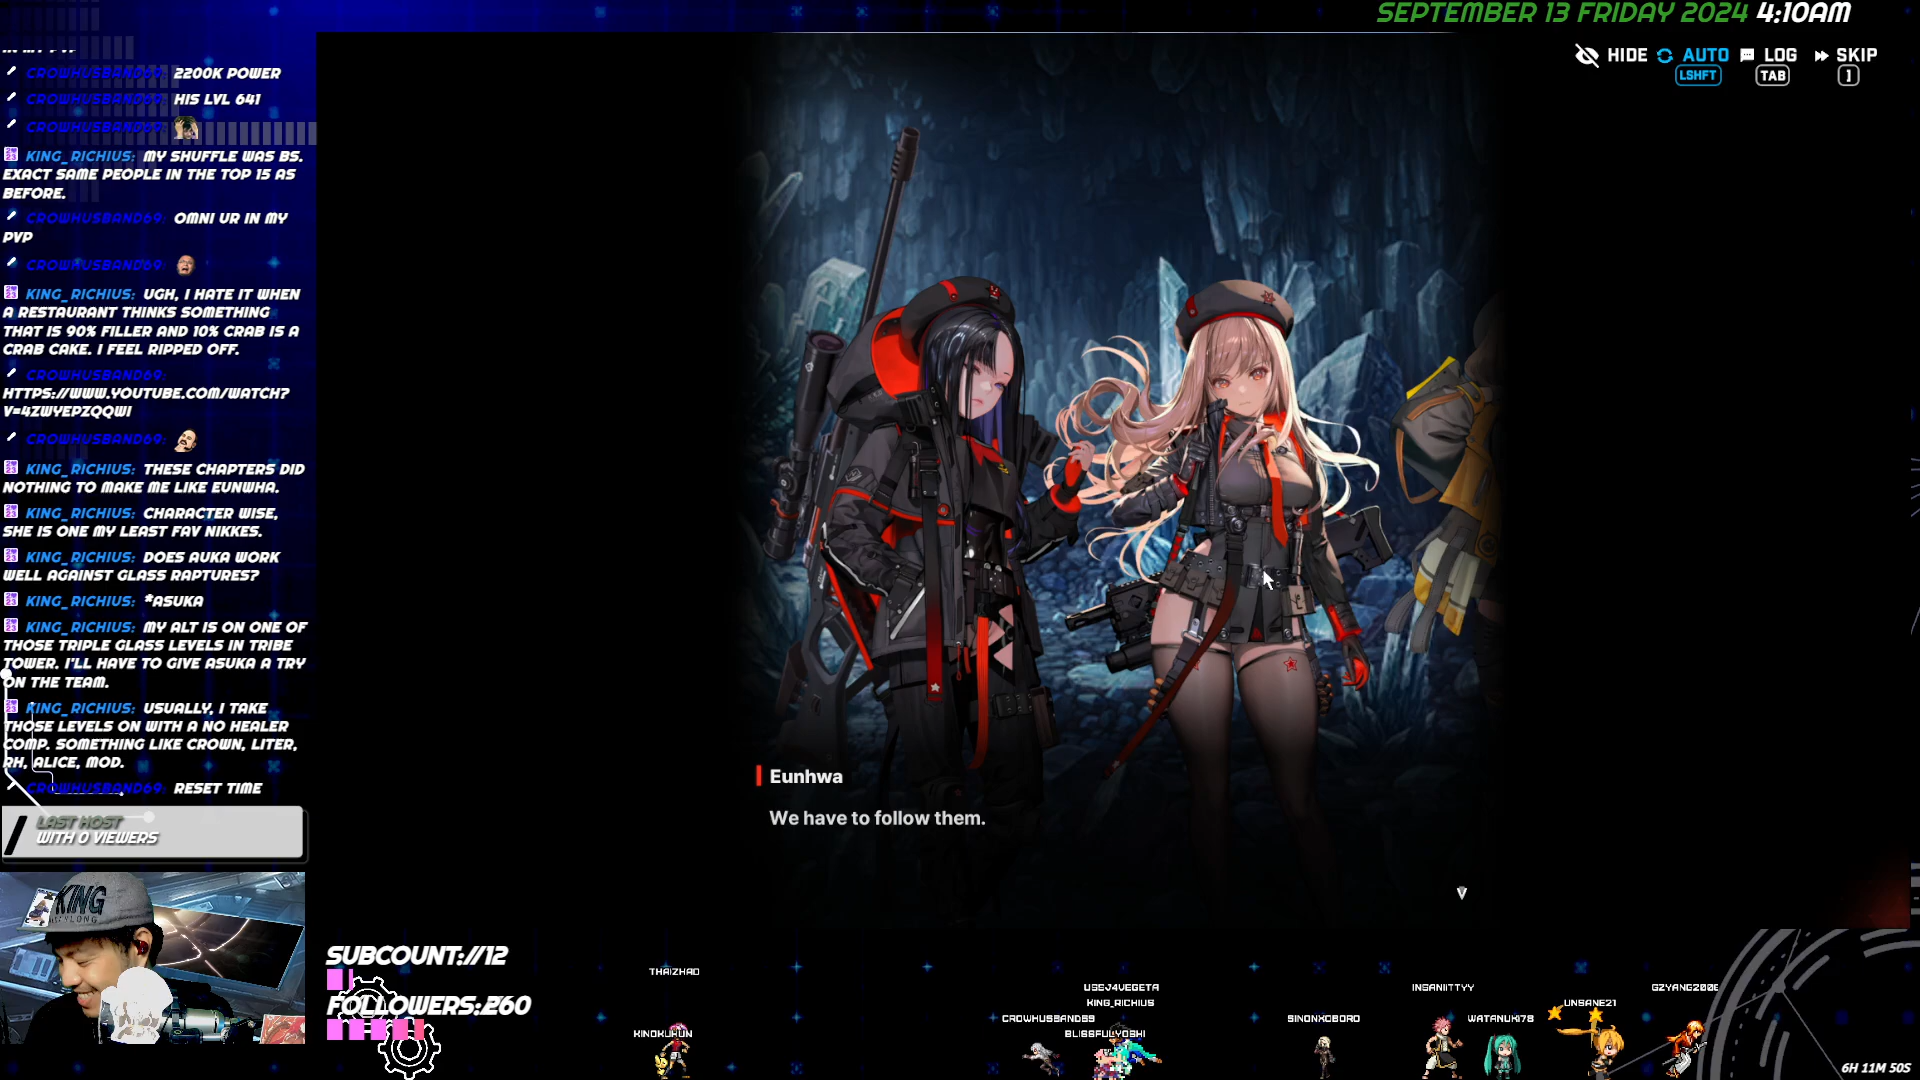 SEPTEMBER 13 FRIDAY 2024 4:10AM
HIDE AUTO LOG SKIP
LSHFT TAB ]
IN MY PVP
CROWHUSBAND69: 2200K POWER
CROWHUSBAND69: HIS LVL 641
CROWHUSBAND69:
KING_RICHIUS: MY SHUFFLE WAS BS.
EXACT SAME PEOPLE IN THE TOP 15 AS
BEFORE.
CROWHUSBAND69: OMNI UR IN MY
PVP
CROWHUSBAND69:
KING_RICHIUS: UGH, I HATE IT WHEN
A RESTAURANT THINKS SOMETHING
THAT IS 90% FILLER AND 10% CRAB IS A
CRAB CAKE. I FEEL RIPPED OFF.
CROWHUSBAND69:
HTTPS://WWW.YOUTUBE.COM/WATCH?
V=4ZWYEPZQQWI
CROWHUSBAND69:
KING_RICHIUS: THESE CHAPTERS DID
NOTHING TO MAKE ME LIKE EUNWHA.
KING_RICHIUS: CHARACTER WISE,
SHE IS ONE MY LEAST FAV NIKKES.
KING_RICHIUS: DOES AUKA WORK
WELL AGAINST GLASS RAPTURES?
KING_RICHIUS: *ASUKA
KING_RICHIUS: MY ALT IS ON ONE OF
THOSE TRIPLE GLASS LEVELS IN TRIBE
TOWER. I'LL HAVE TO GIVE ASUKA A TRY
ON THE TEAM.
KING_RICHIUS: USUALLY, I TAKE
THOSE LEVELS ON WITH A NO HEALER
COMP. SOMETHING LIKE CROWN, LITER,
RH, ALICE, MOD.
CROWHUSBAND69: RESET TIME
LAST HOST
WITH 0 VIEWERS
Eunhwa
We have to follow them.
KING
SUBCOUNT://12
FOLLOWERS:260
THAIZHAO
KINOKUKUN
USEJ4VEGETA
KING_RICHIUS
CROWHUSBAND69
BLISSFULYOSHI
SINONXOBORO
INSANIITTYY
WATANUKI78
UNSANE21
GZYANG2008
6H 11M 50S